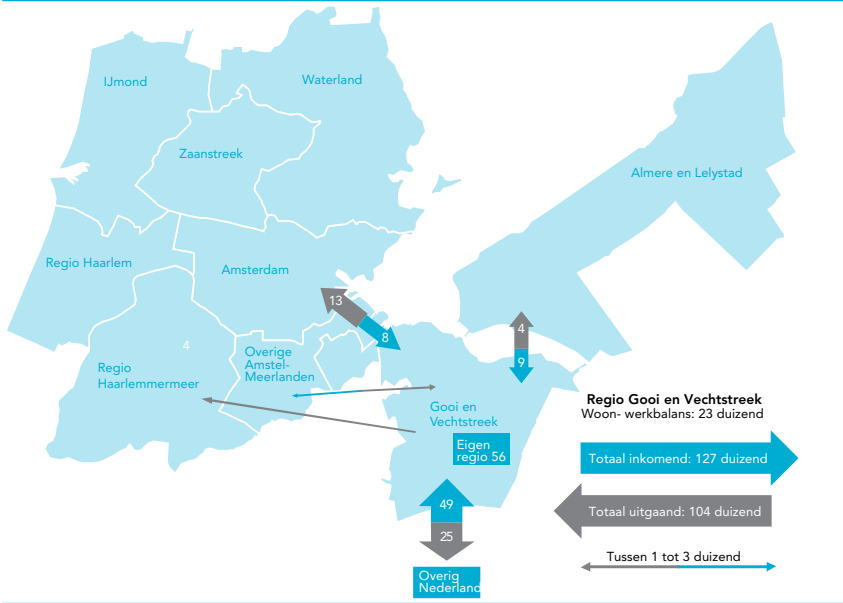 IJmond
Waterland
Zaanstreek
Almere en Lelystad
Regio Haarlem
Amsterdam
13
8
4
9
4
Overige
Amstel-
Meerlanden
Regio
Haarlemmermeer
Gooi en
Vechtstreek
Eigen
regio 56
49
25
Overig
Nederland
Regio Gooi en Vechtstreek
Woon- werkbalans: 23 duizend
Totaal inkomend: 127 duizend
Totaal uitgaand: 104 duizend
Tussen 1 tot 3 duizend